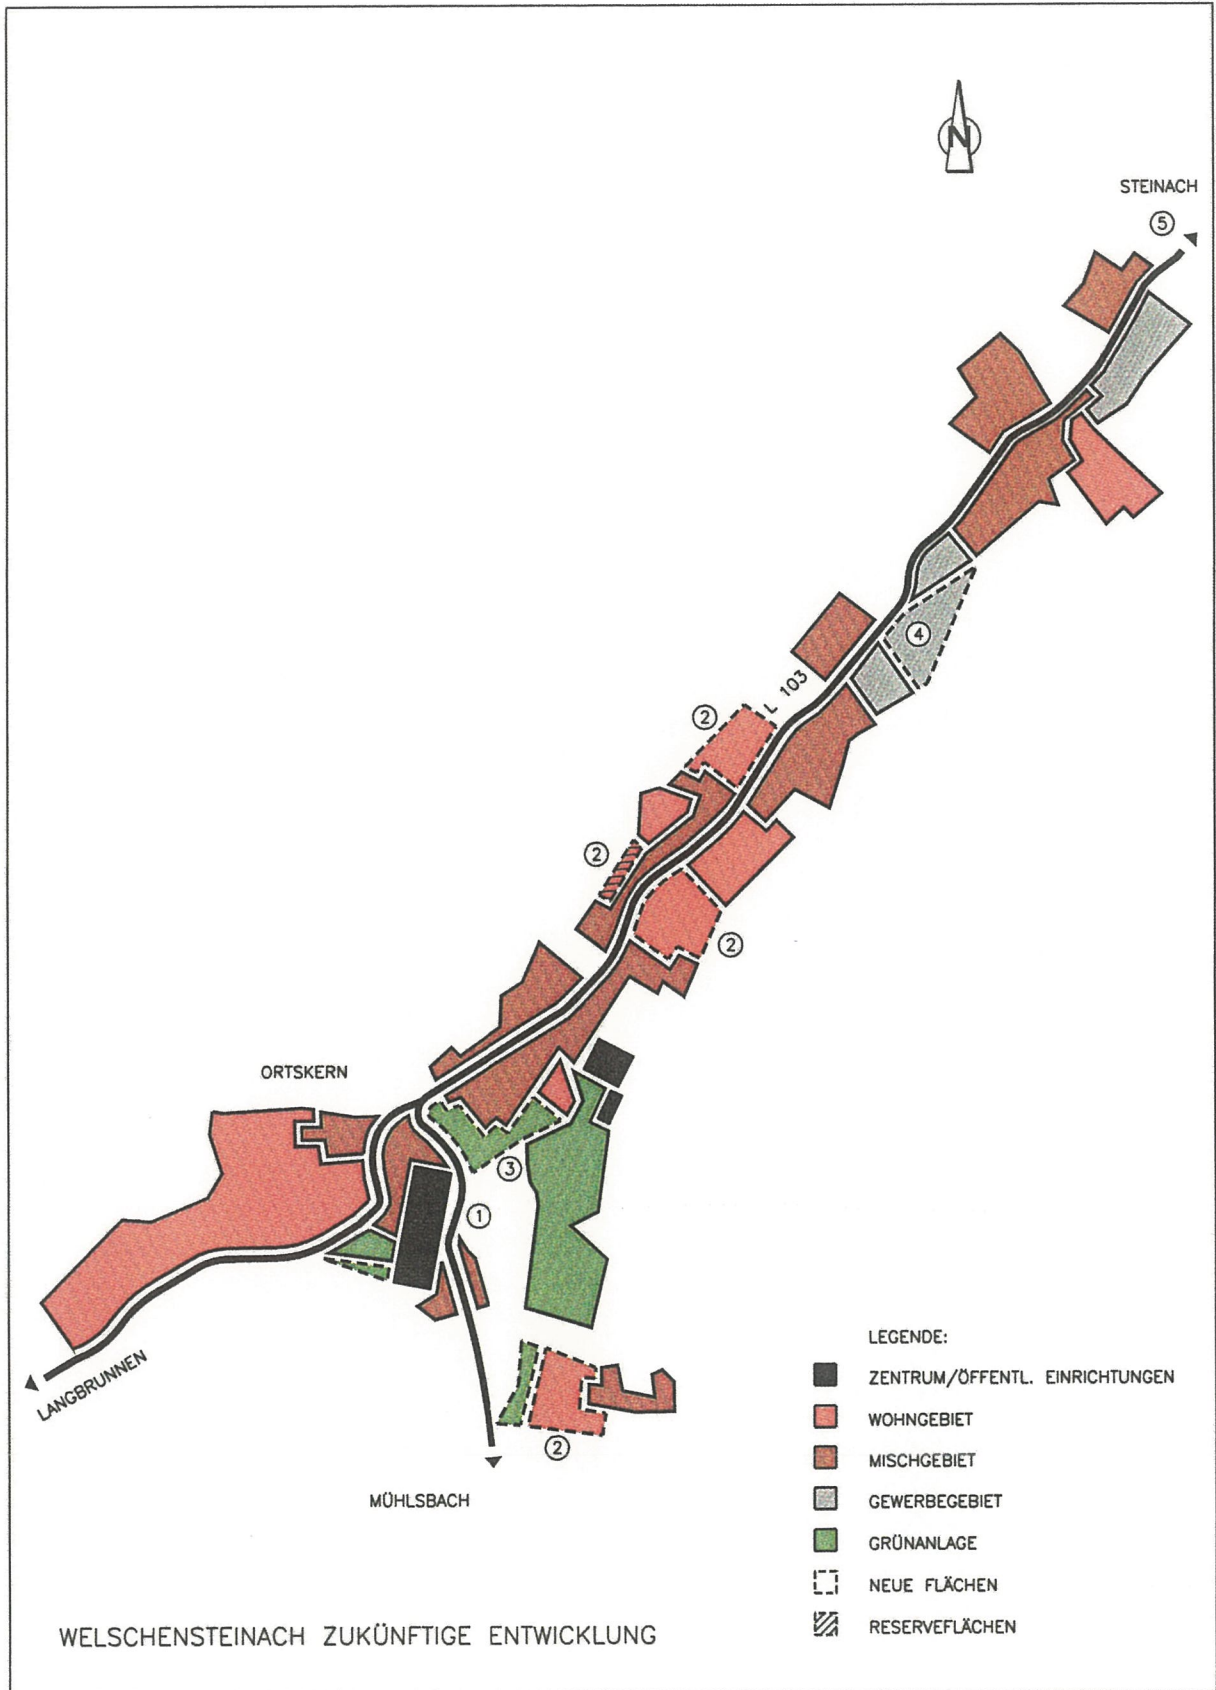 N
STEINACH
5
4
L 103
2
2
2
ORTSKERN
3
1
LANGBRUNNEN
2
MÜHLSBACH
LEGENDE:
ZENTRUM/ÖFFENTL. EINRICHTUNGEN
WOHNGEBIET
MISCHGEBIET
GEWERBEGEBIET
GRÜNANLAGE
NEUE FLÄCHEN
RESERVEFLÄCHEN
WELSCHENSTEINACH ZUKÜNFTIGE ENTWICKLUNG